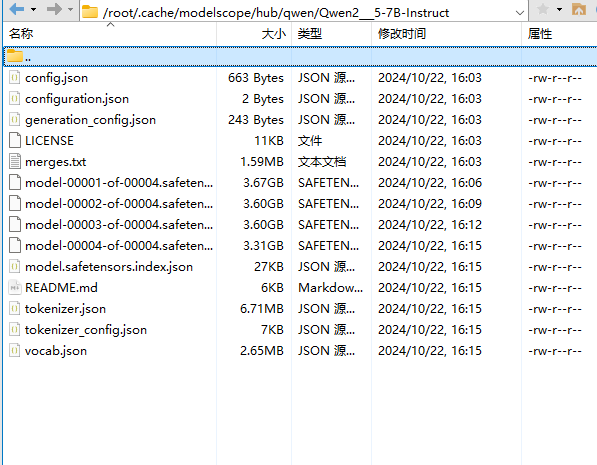 /root/.cache/modelscope/hub/qwen/Qwen2___5-7B-Instruct
名称 大小 类型 修改时间 属性
..
config.json 663 Bytes JSON 源... 2024/10/22, 16:03 -rw-r--r--
configuration.json 2 Bytes JSON 源... 2024/10/22, 16:03 -rw-r--r--
generation_config.json 243 Bytes JSON 源... 2024/10/22, 16:03 -rw-r--r--
LICENSE 11KB 文件 2024/10/22, 16:03 -rw-r--r--
merges.txt 1.59MB 文本文档 2024/10/22, 16:03 -rw-r--r--
model-00001-of-00004.safeten... 3.67GB SAFETEN... 2024/10/22, 16:06 -rw-r--r--
model-00002-of-00004.safeten... 3.60GB SAFETEN... 2024/10/22, 16:09 -rw-r--r--
model-00003-of-00004.safeten... 3.60GB SAFETEN... 2024/10/22, 16:12 -rw-r--r--
model-00004-of-00004.safeten... 3.31GB SAFETEN... 2024/10/22, 16:15 -rw-r--r--
model.safetensors.index.json 27KB JSON 源... 2024/10/22, 16:15 -rw-r--r--
README.md 6KB Markdow... 2024/10/22, 16:15 -rw-r--r--
tokenizer.json 6.71MB JSON 源... 2024/10/22, 16:15 -rw-r--r--
tokenizer_config.json 7KB JSON 源... 2024/10/22, 16:15 -rw-r--r--
vocab.json 2.65MB JSON 源... 2024/10/22, 16:15 -rw-r--r--